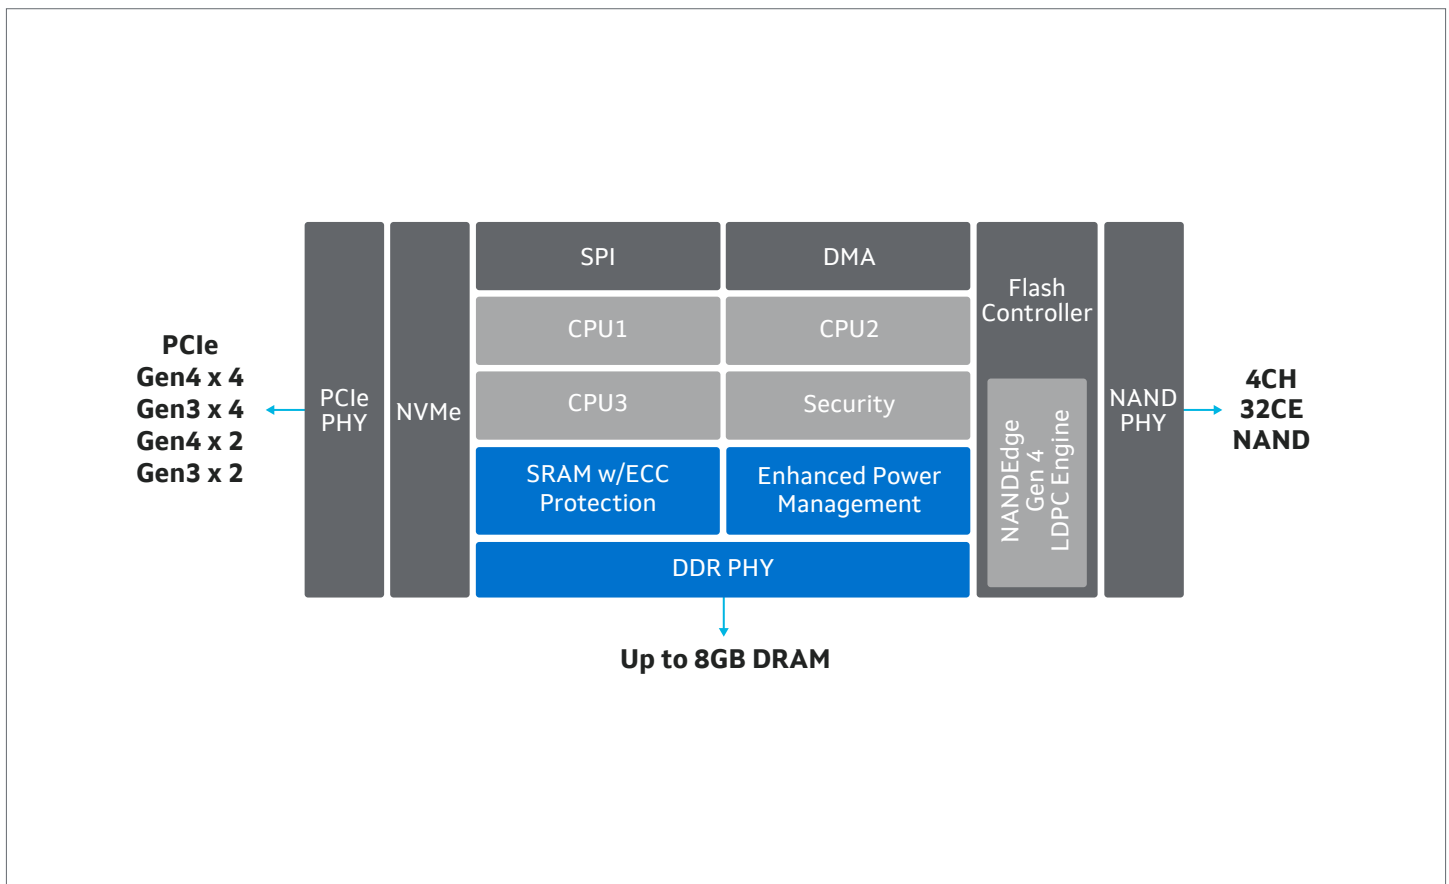 PCIe
Gen4 x 4
Gen3 x 4
Gen4 x 2
Gen3 x 2
PCIe
PHY
NVMe
SPI
DMA
CPU1
CPU2
CPU3
Security
SRAM w/ECC
Protection
Enhanced Power
Management
DDR PHY
Up to 8GB DRAM
Flash
Controller
NANDEdge
Gen 4
LDPC Engine
NAND
PHY
4CH
32CE
NAND